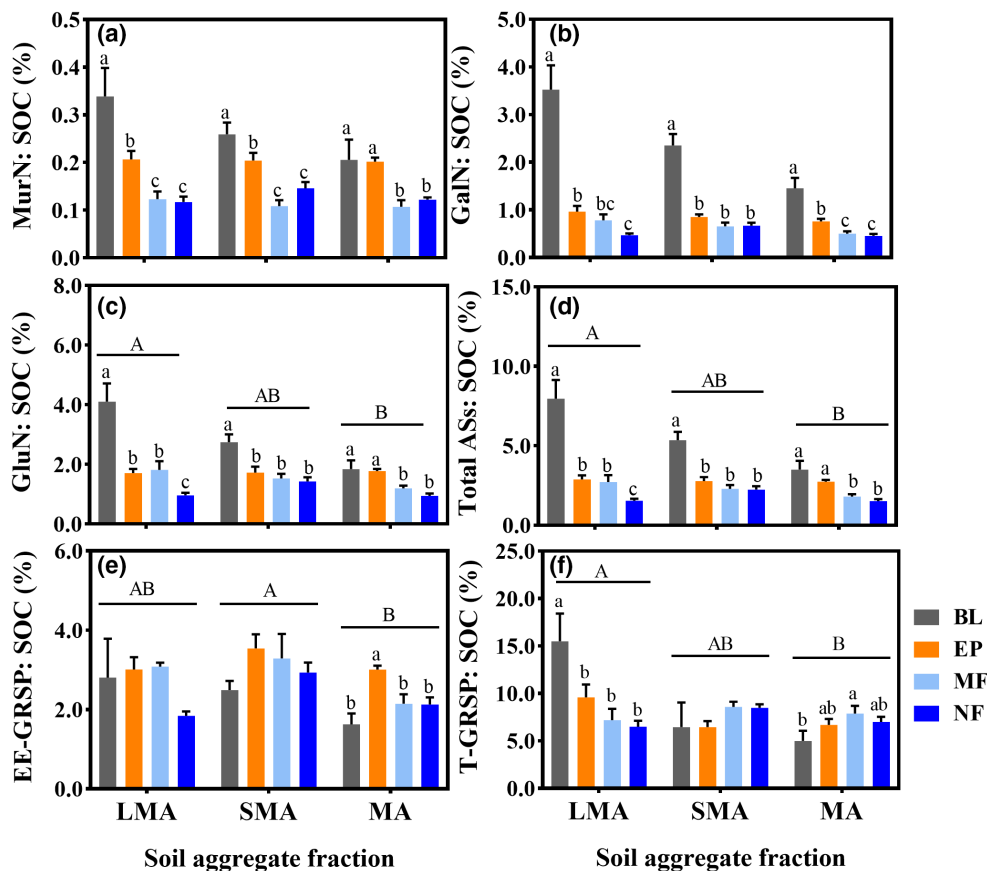 (a)
MurN: SOC (%)
0.5
0.4
0.3
0.2
0.1
0.0
a b c c
a b c c
a a b b
(b)
GalN: SOC (%)
5.0
4.0
3.0
2.0
1.0
0.0
a b bc c
a b b b
a b c c
(c)
GluN: SOC (%)
8.0
6.0
4.0
2.0
0.0
A
AB
B
a b b c
a b b b
a a b b
(d)
Total ASs: SOC (%)
15.0
10.0
5.0
0.0
A
AB
B
a b b c
a b b b
a a b b
(e)
EE-GRSP: SOC (%)
6.0
4.0
2.0
0.0
AB
A
B
b a b b
LMA SMA MA
Soil aggregate fraction
(f)
T-GRSP: SOC (%)
25.0
20.0
15.0
10.0
5.0
0.0
A
AB
B
a b b b
b ab a ab
LMA SMA MA
Soil aggregate fraction
BL
EP
MF
NF